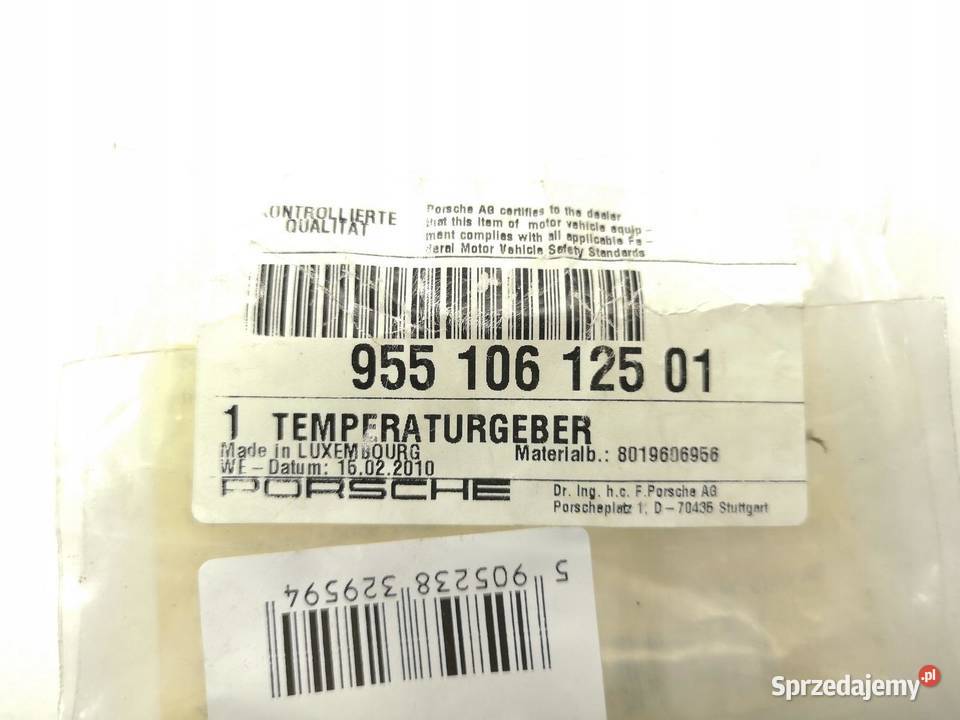 KONTROLLIERTE
QUALITÄT
Porsche AG certifies to the dealer
that this item of motor vehicle equip-
ment complies with all applicable Fe-
deral Motor Vehicle Safety Standards
955 106 125 01
1 TEMPERATURGEBER
Made in LUXEMBOURG
Materialb.: 8019606956
WE-Datum: 15.02.2010
PORSCHE
Dr. Ing. h.c. F.Porsche AG
Porscheplatz 1, D-70435 Stuttgart
5 905238 329594
Sprzedajemy.pl